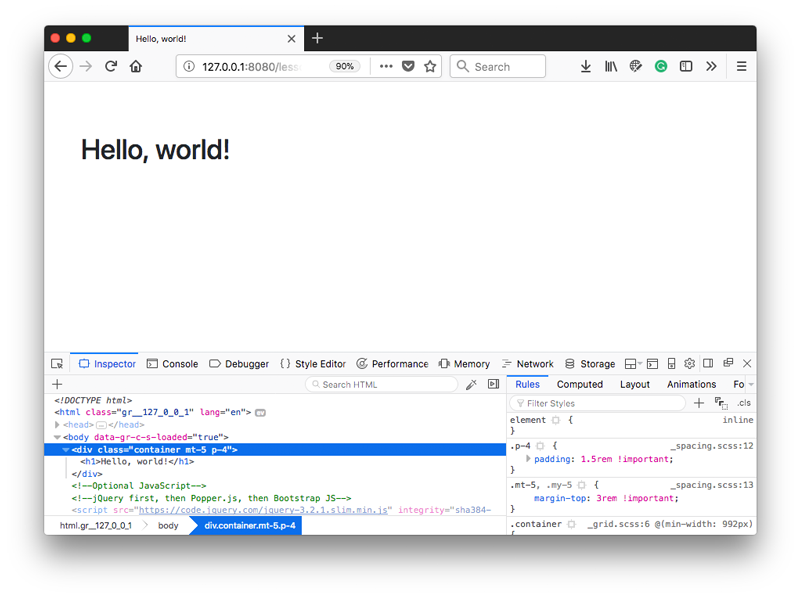 Hello, world!
127.0.0.1:8080/less 90% Search
Hello, world!
Inspector Console Debugger { } Style Editor Performance Memory Network Storage
Search HTML
Rules Computed Layout Animations Fo
Filter Styles .cls
<!DOCTYPE html>
<html class="gr__127_0_0_1" lang="en"> ev
<head>…</head>
<body data-gr-c-s-loaded="true">
<div class="container mt-5 p-4">
<h1>Hello, world!</h1>
</div>
<!--Optional JavaScript-->
<!--jQuery first, then Popper.js, then Bootstrap JS-->
<script src="https://code.jquery.com/jquery-3.2.1.slim.min.js" integrity="sha384-
html.gr__127_0_0_1 body div.container.mt-5.p-4
element { inline
}
.p-4 { _spacing.scss:12
padding: 1.5rem !important;
}
.mt-5, .my-5 { _spacing.scss:13
margin-top: 3rem !important;
}
.container _grid.scss:6 @(min-width: 992px)